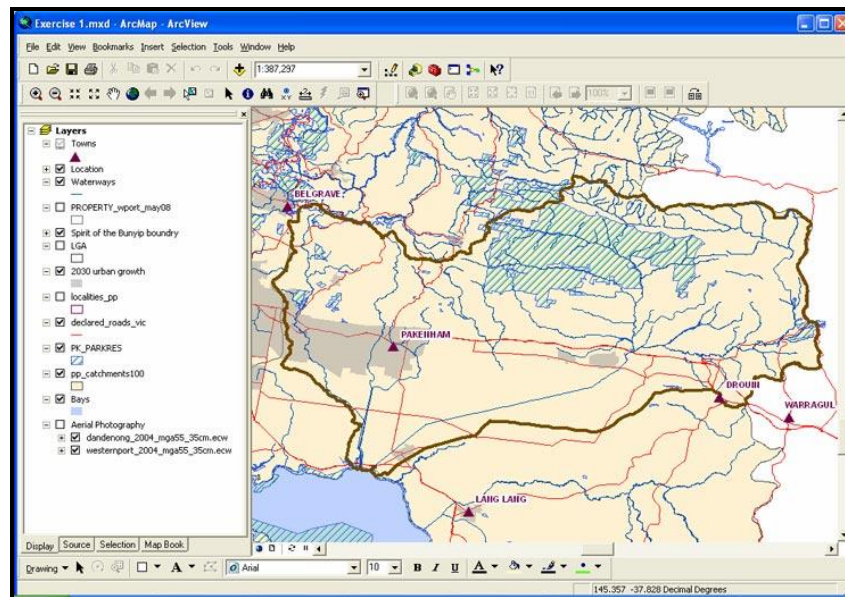 Exercise 1.mxd - ArcMap - ArcView
File Edit View Bookmarks Insert Selection Tools Window Help
1:387,297
100%
Layers
Towns
Location
Waterways
PROPERTY_wport_may08
Spirit of the Bunyip boundry
LGA
2030 urban growth
localities_pp
declared_roads_vic
PK_PARKRES
pp_catchments100
Bays
Aerial Photography
dandenong_2004_mga55_35cm.ecw
westernport_2004_mga55_35cm.ecw
BELGRAVE
PAKENHAM
DROUIN
WARRAGUL
LANG LANG
Display Source Selection Map Book
Drawing A Arial 10 B I U A
145.357 -37.828 Decimal Degrees